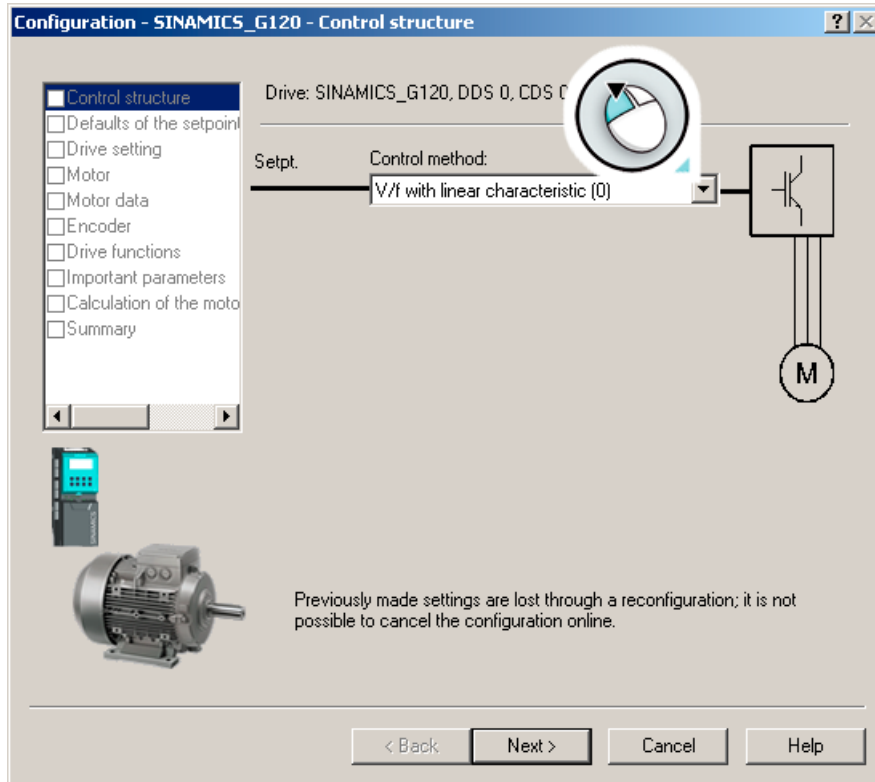 Configuration - SINAMICS_G120 - Control structure
Control structure
Defaults of the setpoint
Drive setting
Motor
Motor data
Encoder
Drive functions
Important parameters
Calculation of the moto
Summary
Drive: SINAMICS_G120, DDS 0, CDS
Setpt.
Control method:
V/f with linear characteristic (0)
M
SINAMICS
Previously made settings are lost through a reconfiguration; it is not
possible to cancel the configuration online.
< Back
Next >
Cancel
Help